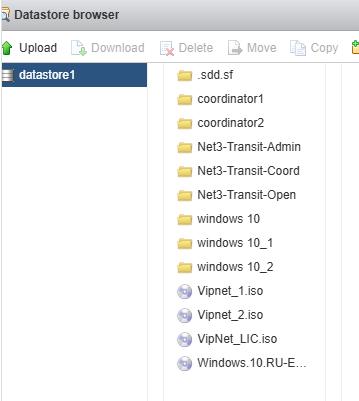 Datastore browser
Upload Download Delete Move Copy
datastore1
.sdd.sf
coordinator1
coordinator2
Net3-Transit-Admin
Net3-Transit-Coord
Net3-Transit-Open
windows 10
windows 10_1
windows 10_2
Vipnet_1.iso
Vipnet_2.iso
VipNet_LIC.iso
Windows.10.RU-E...